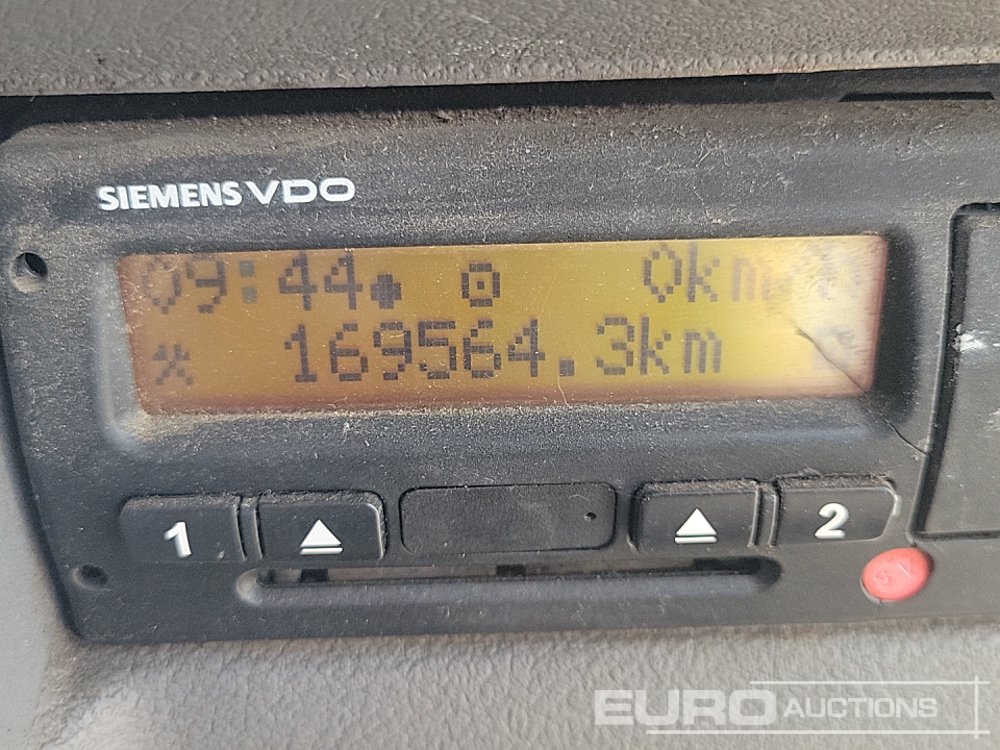 SIEMENS VDO
09:44 0km/h
169564.3km
1 2
EURO AUCTIONS